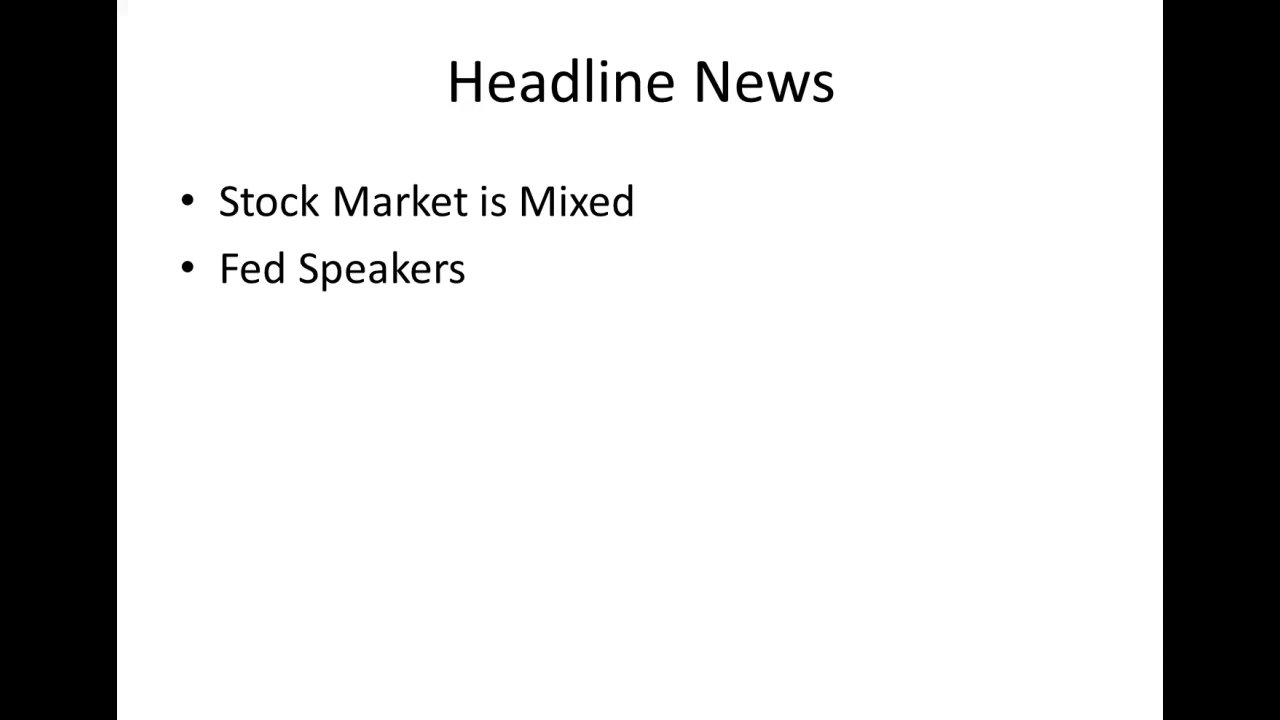 Headline News
• Stock Market is Mixed
• Fed Speakers